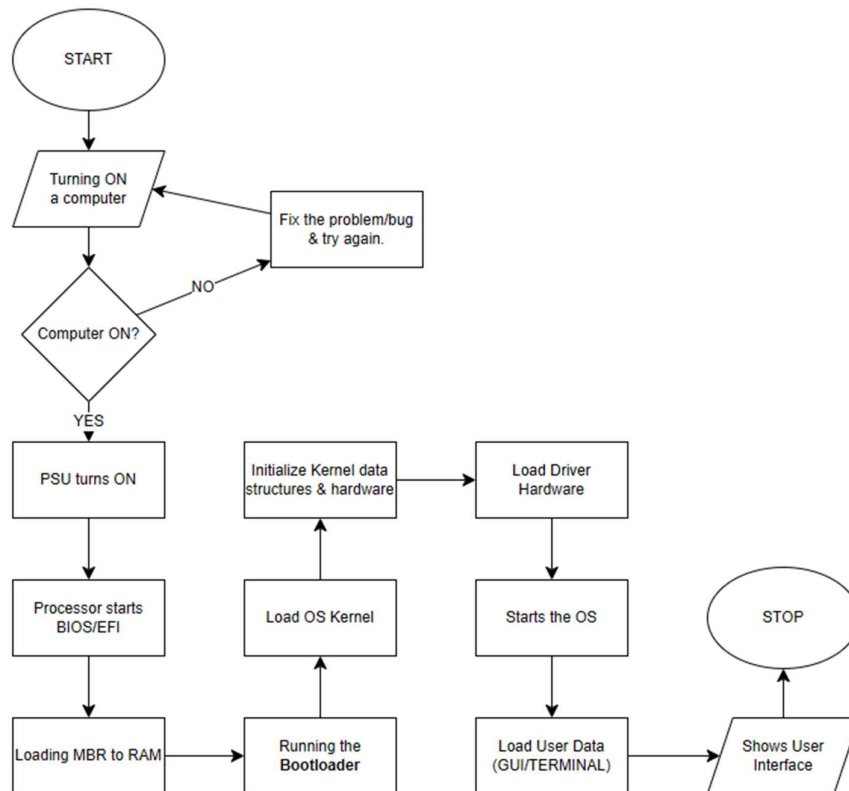 START
Turning ON
a computer
Fix the problem/bug
& try again.
NO
Computer ON?
YES
PSU turns ON
Processor starts
BIOS/EFI
Loading MBR to RAM
Running the
Bootloader
Load OS Kernel
Initialize Kernel data
structures & hardware
Load Driver
Hardware
Starts the OS
Load User Data
(GUI/TERMINAL)
Shows User
Interface
STOP